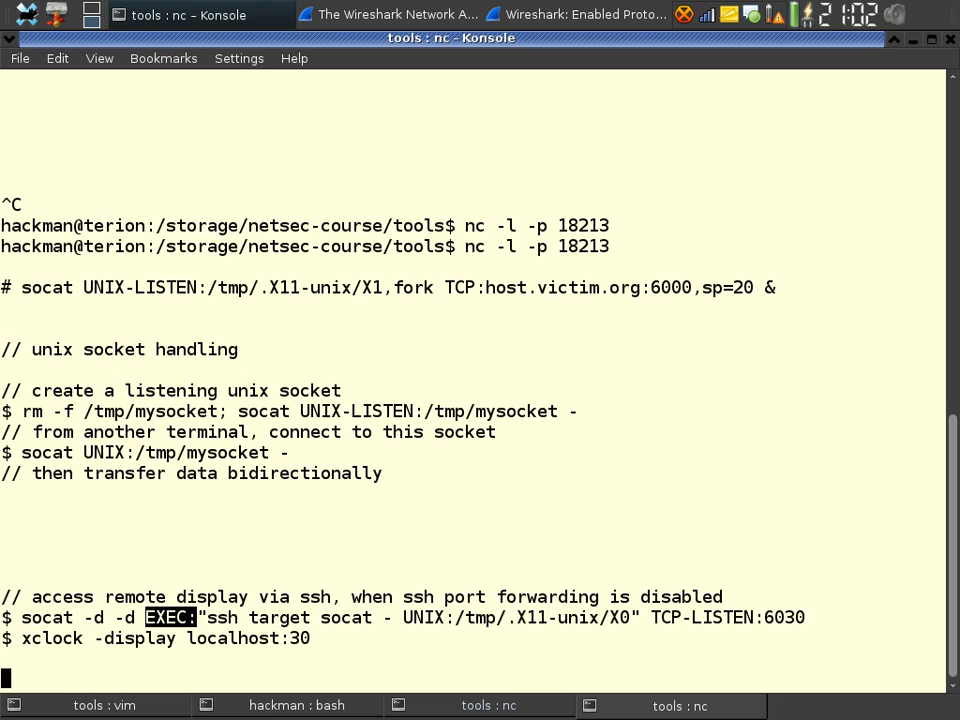 tools : nc - Konsole
The Wireshark Network A...
Wireshark: Enabled Proto...
21:02
tools : nc - Konsole
File Edit View Bookmarks Settings Help
^C
hackman@terion:/storage/netsec-course/tools$ nc -l -p 18213
hackman@terion:/storage/netsec-course/tools$ nc -l -p 18213
# socat UNIX-LISTEN:/tmp/.X11-unix/X1,fork TCP:host.victim.org:6000,sp=20 &
// unix socket handling
// create a listening unix socket
$ rm -f /tmp/mysocket; socat UNIX-LISTEN:/tmp/mysocket -
// from another terminal, connect to this socket
$ socat UNIX:/tmp/mysocket -
// then transfer data bidirectionally
// access remote display via ssh, when ssh port forwarding is disabled
$ socat -d -d EXEC:"ssh target socat - UNIX:/tmp/.X11-unix/X0" TCP-LISTEN:6030
$ xclock -display localhost:30
tools : vim
hackman : bash
tools : nc
tools : nc